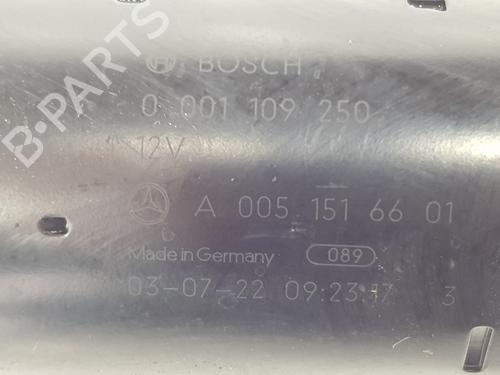 BOSCH
0 001 109 250
12V
A 005 151 66 01
Made in Germany 089
03-07-22 09:23:17 3